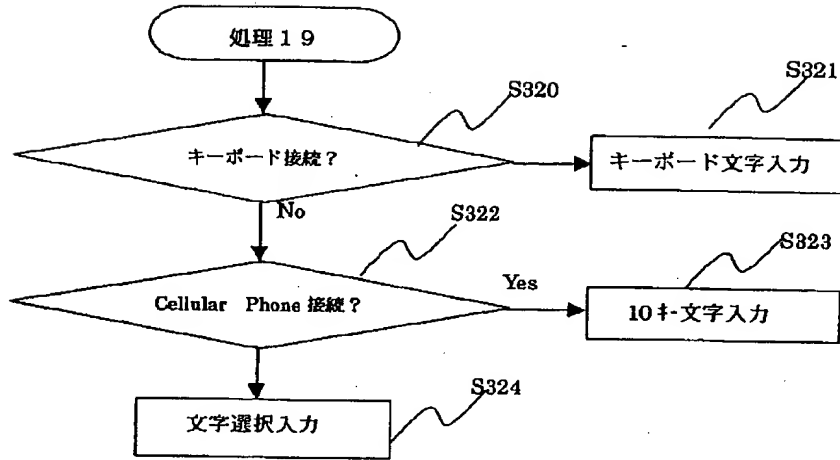 処理19
S320
S321
キーボード接続?
キーボード文字入力
No
S322
S323
Cellular Phone 接続?
Yes
10キー文字入力
S324
文字選択入力